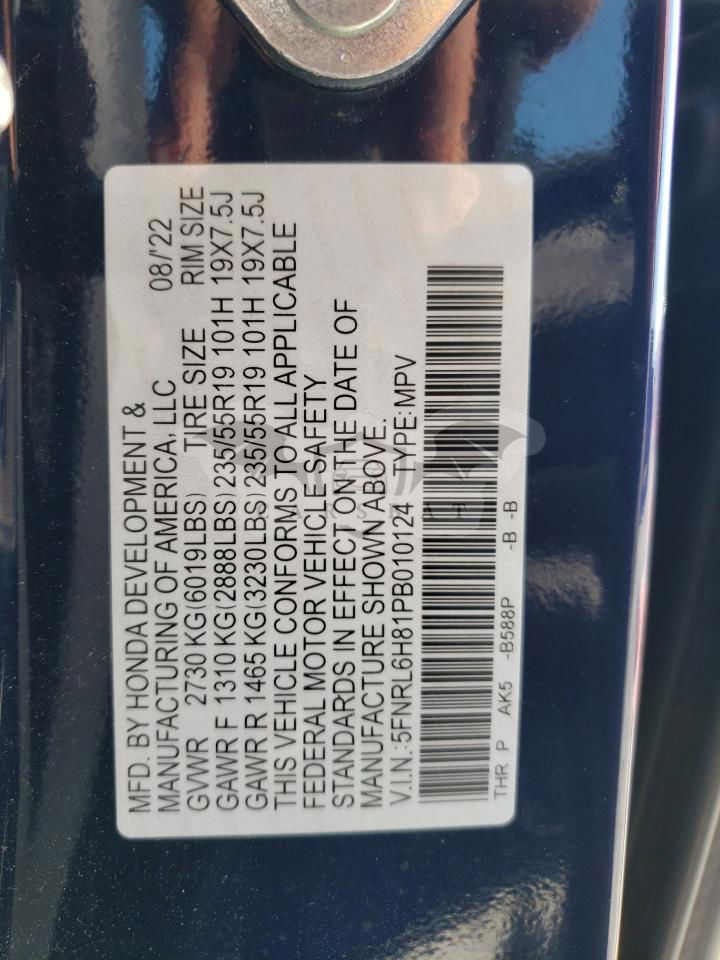 MFD. BY HONDA DEVELOPMENT &
MANUFACTURING OF AMERICA, LLC 08/'22
GVWR 2730 KG(6019LBS) TIRE SIZE RIM SIZE
GAWR F 1310 KG(2888LBS)235/55R19 101H 19X7.5J
GAWR R 1465 KG(3230LBS)235/55R19 101H 19X7.5J
THIS VEHICLE CONFORMS TO ALL APPLICABLE
FEDERAL MOTOR VEHICLE SAFETY
STANDARDS IN EFFECT ON THE DATE OF
MANUFACTURE SHOWN ABOVE.
V.I.N.:5FNRL6H81PB010124 TYPE:MPV
THR P AK5 -B588P -B -B